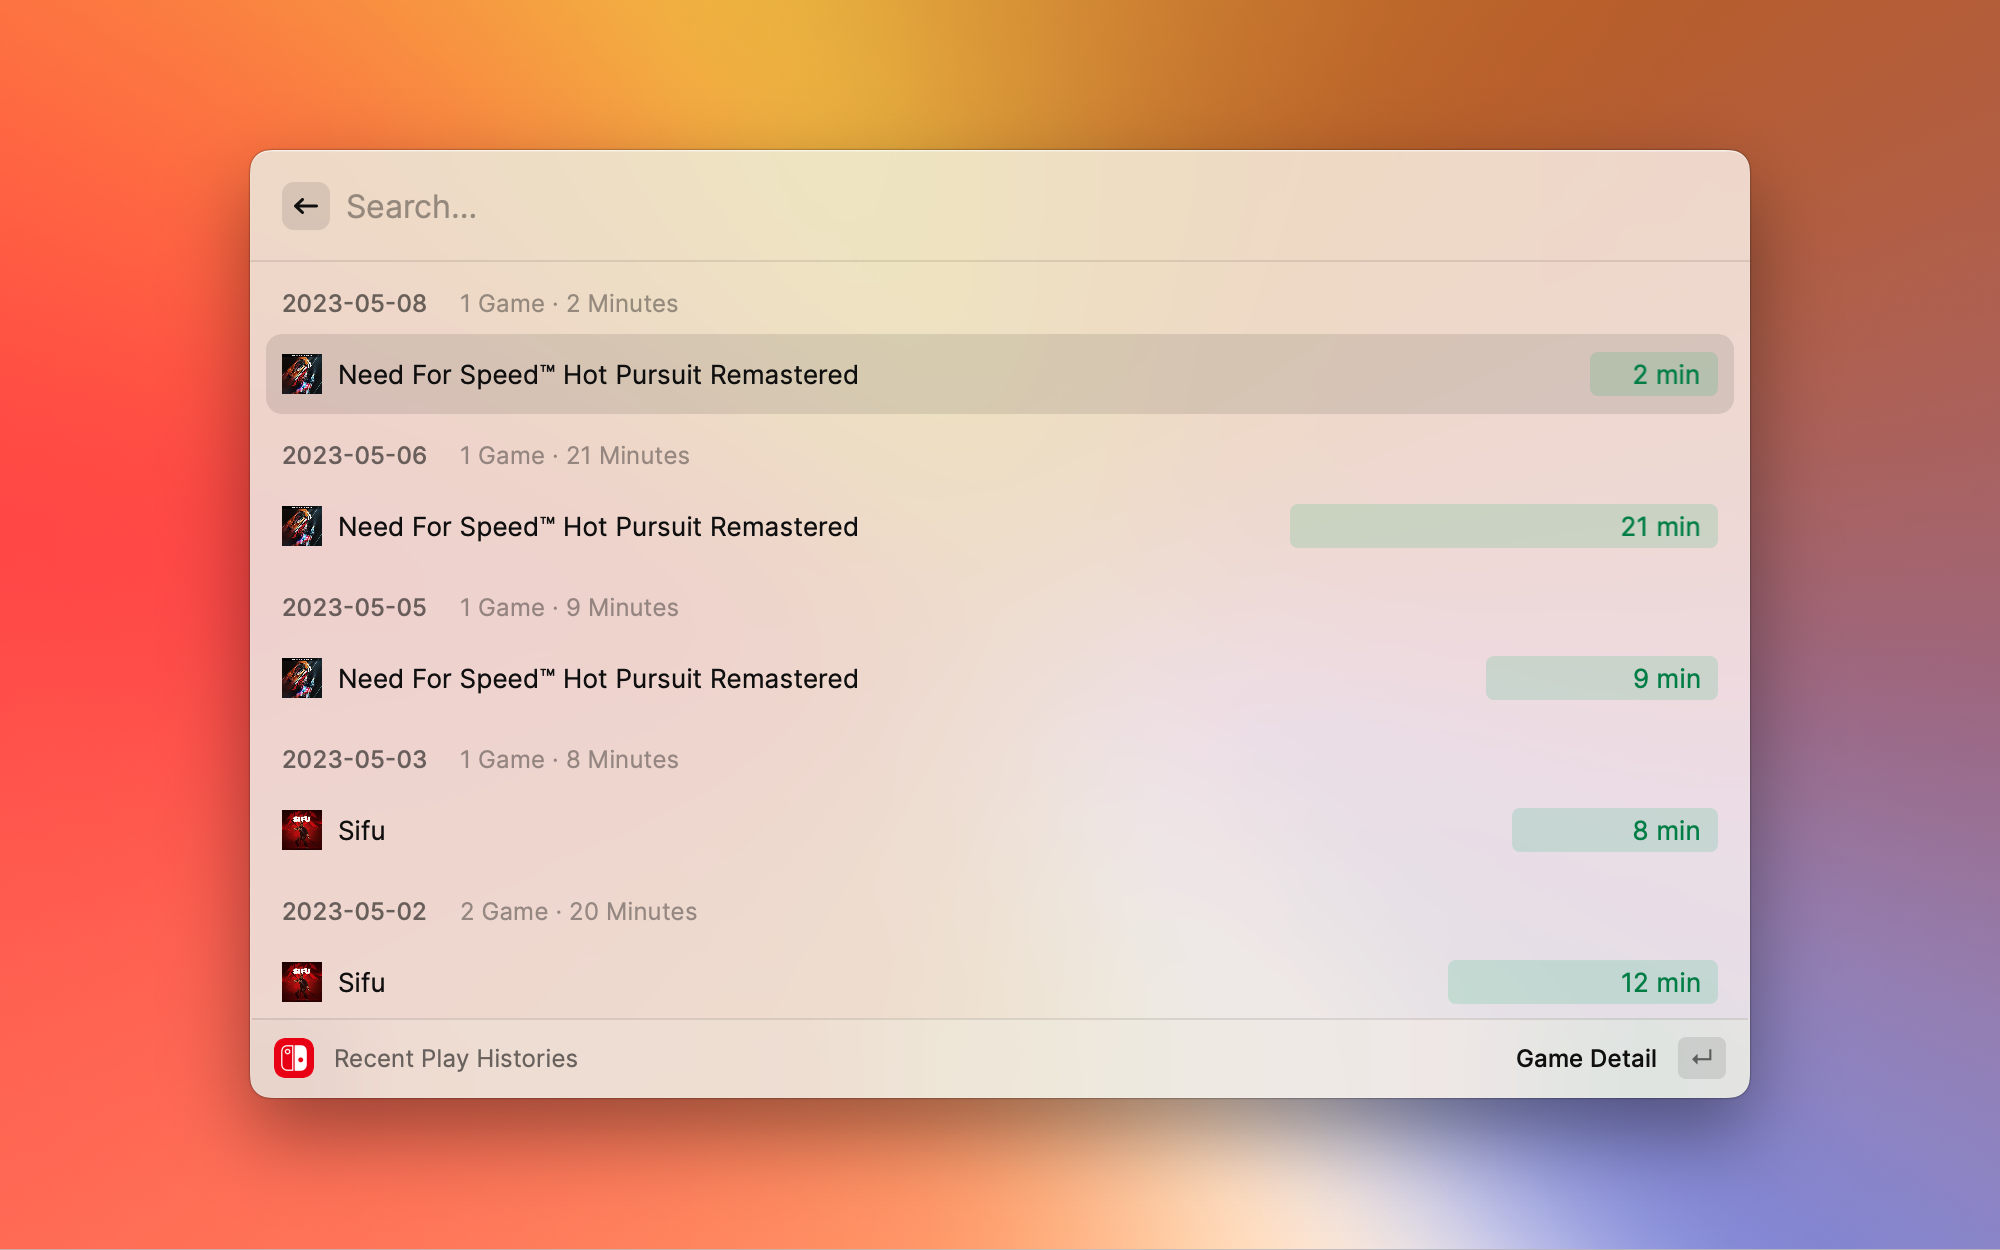 Search...
2023-05-08 1 Game · 2 Minutes
Need For Speed™ Hot Pursuit Remastered 2 min
2023-05-06 1 Game · 21 Minutes
Need For Speed™ Hot Pursuit Remastered 21 min
2023-05-05 1 Game · 9 Minutes
Need For Speed™ Hot Pursuit Remastered 9 min
2023-05-03 1 Game · 8 Minutes
SIFU
Sifu 8 min
2023-05-02 2 Game · 20 Minutes
SIFU
Sifu 12 min
Recent Play Histories Game Detail